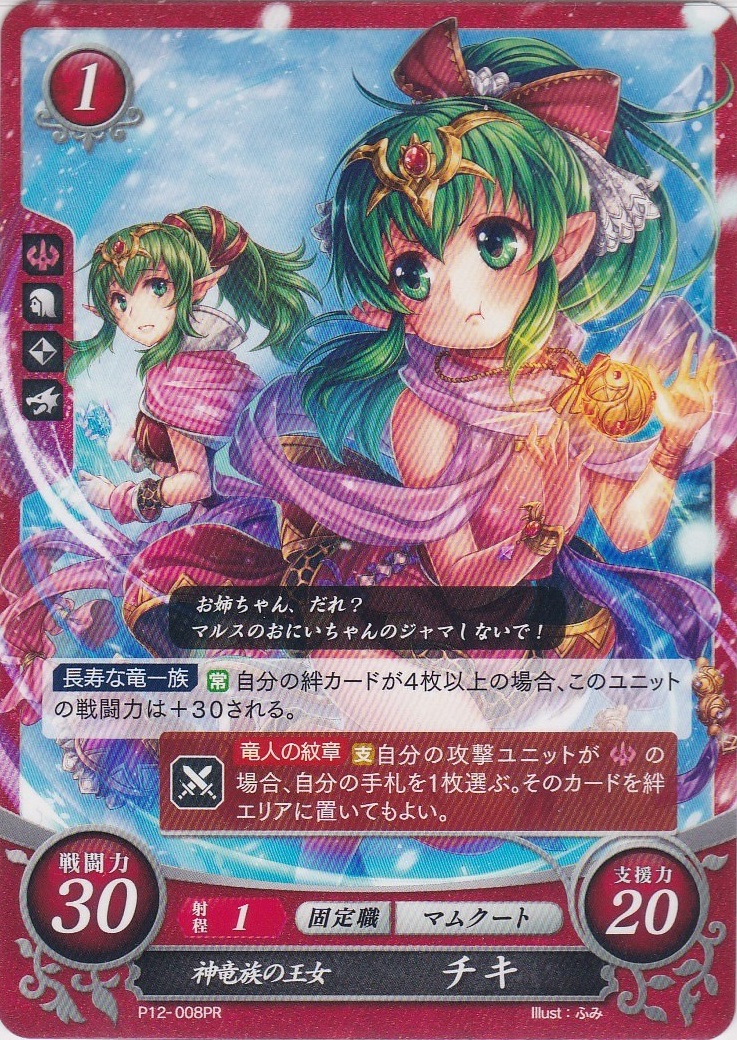 1
お姉ちゃん、だれ?
マルスのおにいちゃんのジャマしないで!
長寿な竜一族 常 自分の絆カードが4枚以上の場合、このユニット
の戦闘力は+30される。
竜人の紋章 支 自分の攻撃ユニットが の
場合、自分の手札を1枚選ぶ。そのカードを絆
エリアに置いてもよい。
戦闘力
30
射程 1
固定職
マムクート
支援力
20
神竜族の王女 チキ
P12-008PR
Illust:ふみ